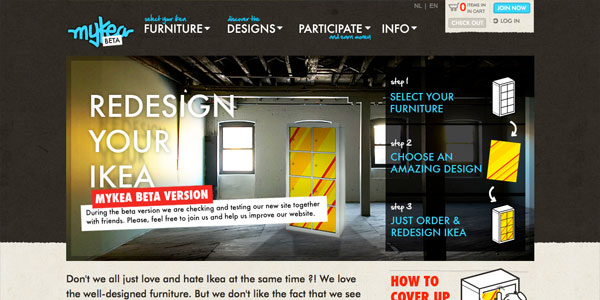 NL | EN
0 ITEMS IN
IN CART
JOIN NOW
CHECK OUT
LOG IN
mykea
BETA
select your ikea
FURNITURE
discover the
DESIGNS
PARTICIPATE
and earn money!
INFO
REDESIGN
YOUR
IKEA
MYKEA BETA VERSION
During the beta version we are checking and testing our new site together
with friends. Please, feel free to join us and help us improve our website.
step 1
SELECT YOUR
FURNITURE
step 2
CHOOSE AN
AMAZING DESIGN
step 3
JUST ORDER &
REDESIGN IKEA
Don't we all just love and hate Ikea at the same time ?! We love
the well-designed furniture. But we don't like the fact that we see
HOW TO
COVER UP